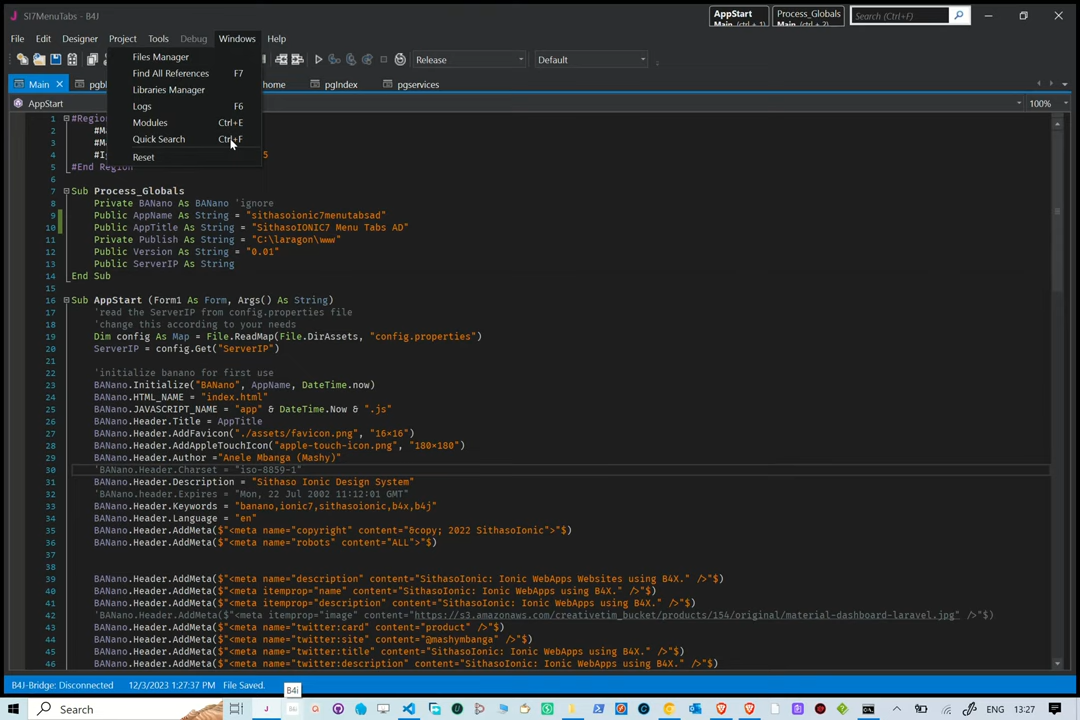 SI7MenuTabs - B4J
AppStart
Main (ctrl + 1)
Process_Globals
Main (ctrl + 2)
Search (Ctrl+F)
File Edit Designer Project Tools Debug Windows Help
Release
Default
Files Manager
Find All References F7
Libraries Manager
Logs F6
Modules Ctrl+E
Quick Search Ctrl+F
Reset
Main
home
pgIndex
pgservices
AppStart
100%
1 #Regio
2 #Ma
3 #Ma
4 #Ig 5
5 #End Region
6
7 Sub Process_Globals
8 Private BANano As BANano 'ignore
9 Public AppName As String = "sithasoionic7menutabsad"
10 Public AppTitle As String = "SithasoIONIC7 Menu Tabs AD"
11 Private Publish As String = "C:\laragon\www"
12 Public Version As String = "0.01"
13 Public ServerIP As String
14 End Sub
15
16 Sub AppStart (Form1 As Form, Args() As String)
17 'read the ServerIP from config.properties file
18 'change this according to your needs
19 Dim config As Map = File.ReadMap(File.DirAssets, "config.properties")
20 ServerIP = config.Get("ServerIP")
21
22 'initialize banano for first use
23 BANano.Initialize("BANano", AppName, DateTime.now)
24 BANano.HTML_NAME = "index.html"
25 BANano.JAVASCRIPT_NAME = "app" & DateTime.Now & ".js"
26 BANano.Header.Title = AppTitle
27 BANano.Header.AddFavicon("./assets/favicon.png", "16×16")
28 BANano.Header.AddAppleTouchIcon("apple-touch-icon.png", "180×180")
29 BANano.Header.Author ="Anele Mbanga (Mashy)"
30 'BANano.Header.Charset = "iso-8859-1"
31 BANano.Header.Description = "Sithaso Ionic Design System"
32 'BANano.header.Expires = "Mon, 22 Jul 2002 11:12:01 GMT"
33 BANano.Header.Keywords = "banano,ionic7,sithasoionic,b4x,b4j"
34 BANano.Header.Language = "en"
35 BANano.Header.AddMeta($"<meta name="copyright" content="&copy; 2022 SithasoIonic">"$)
36 BANano.Header.AddMeta($"<meta name="robots" content="ALL">"$)
37
38
39 BANano.Header.AddMeta($"<meta name="description" content="SithasoIonic: Ionic WebApps Websites using B4X." />"$)
40 BANano.Header.AddMeta($"<meta itemprop="name" content="SithasoIonic: Ionic WebApps using B4X." />"$)
41 BANano.Header.AddMeta($"<meta itemprop="description" content="SithasoIonic: Ionic WebApps using B4X." />"$)
42 'BANano.Header.AddMeta($"<meta itemprop="image" content="https://s3.amazonaws.com/creativetim_bucket/products/154/original/material-dashboard-laravel.jpg" />"$)
43 BANano.Header.AddMeta($"<meta name="twitter:card" content="product" />"$)
44 BANano.Header.AddMeta($"<meta name="twitter:site" content="@mashymbanga" />"$)
45 BANano.Header.AddMeta($"<meta name="twitter:title" content="SithasoIonic: Ionic WebApps using B4X." />"$)
46 BANano.Header.AddMeta($"<meta name="twitter:description" content="SithasoIonic: Ionic WebApps using B4X." />"$)
B4J-Bridge: Disconnected 12/3/2023 1:27:37 PM File Saved.
B4i
Search
ENG 13:27